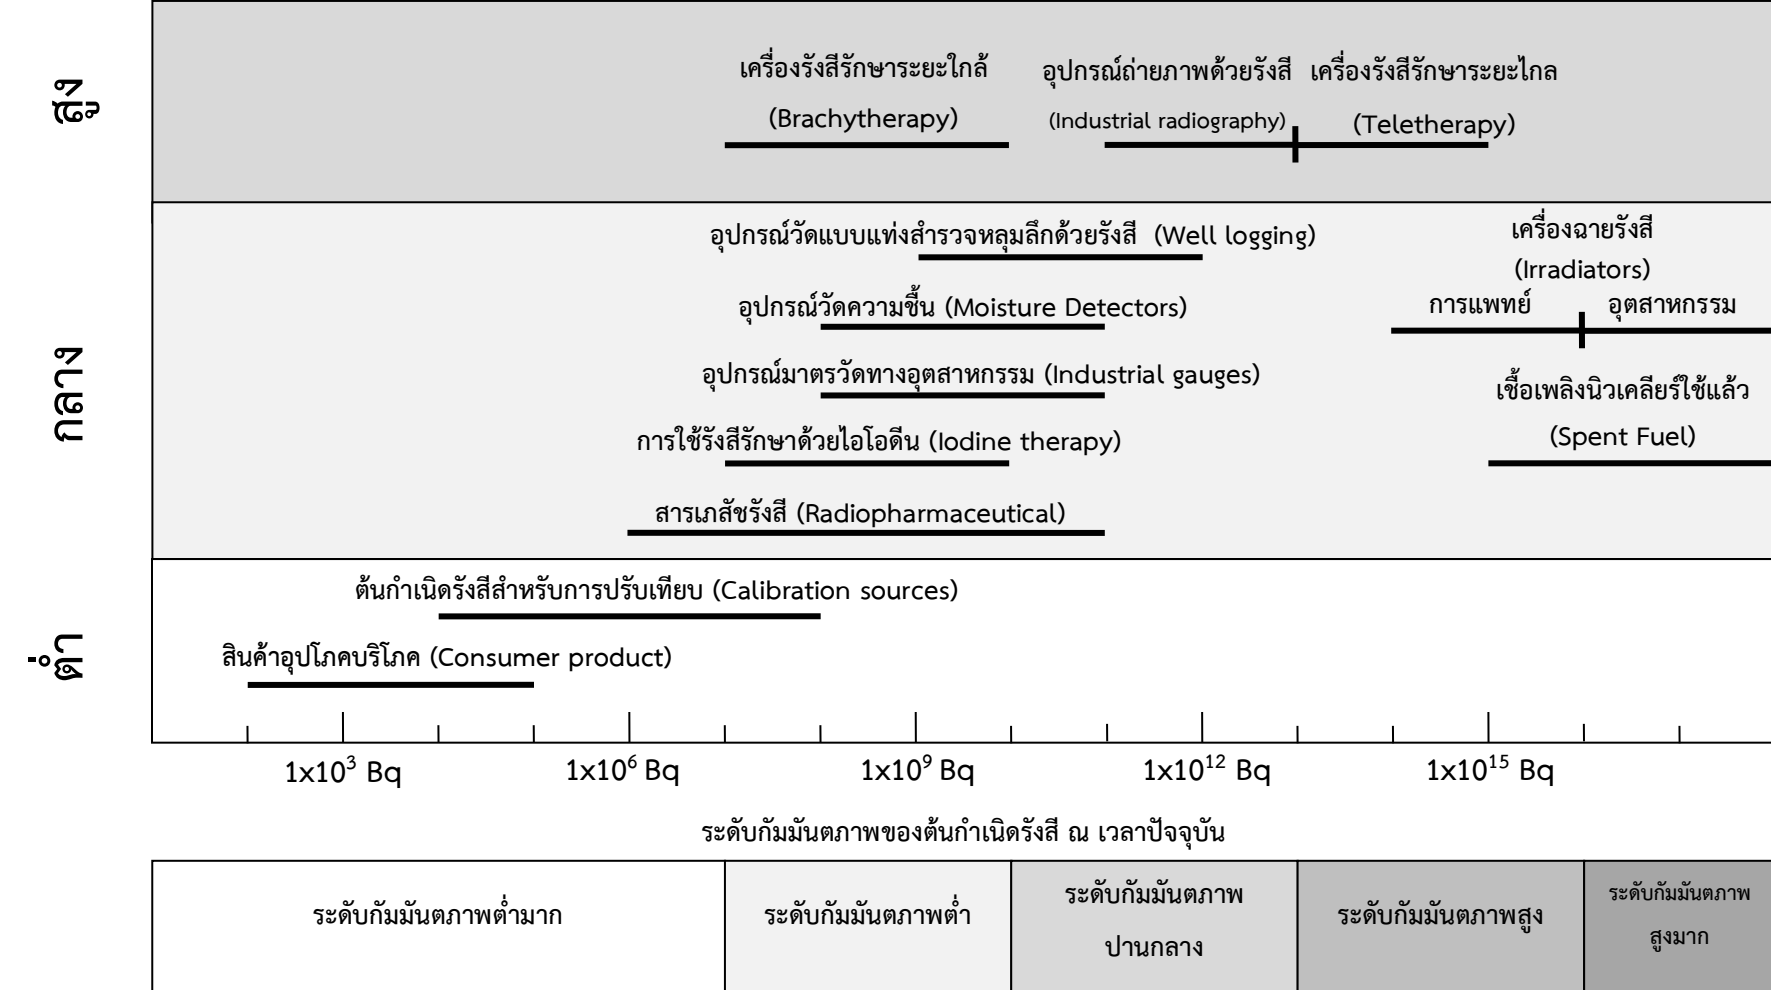 สูง
เครื่องรังสีรักษาระยะใกล้
(Brachytherapy)
อุปกรณ์ถ่ายภาพด้วยรังสี
(Industrial radiography)
เครื่องรังสีรักษาระยะไกล
(Teletherapy)
กลาง
อุปกรณ์วัดแบบแท่งสำรวจหลุมลึกด้วยรังสี (Well logging)
อุปกรณ์วัดความชื้น (Moisture Detectors)
อุปกรณ์มาตรวัดทางอุตสาหกรรม (Industrial gauges)
การใช้รังสีรักษาด้วยไอโอดีน (Iodine therapy)
สารเภสัชรังสี (Radiopharmaceutical)
เครื่องฉายรังสี
(Irradiators)
การแพทย์
อุตสาหกรรม
เชื้อเพลิงนิวเคลียร์ใช้แล้ว
(Spent Fuel)
ต่ำ
ต้นกำเนิดรังสีสำหรับการปรับเทียบ (Calibration sources)
สินค้าอุปโภคบริโภค (Consumer product)
1x10³ Bq
1x10⁶ Bq
1x10⁹ Bq
1x10¹² Bq
1x10¹⁵ Bq
ระดับกัมมันตภาพของต้นกำเนิดรังสี ณ เวลาปัจจุบัน
ระดับกัมมันตภาพต่ำมาก
ระดับกัมมันตภาพต่ำ
ระดับกัมมันตภาพ
ปานกลาง
ระดับกัมมันตภาพสูง
ระดับกัมมันตภาพ
สูงมาก